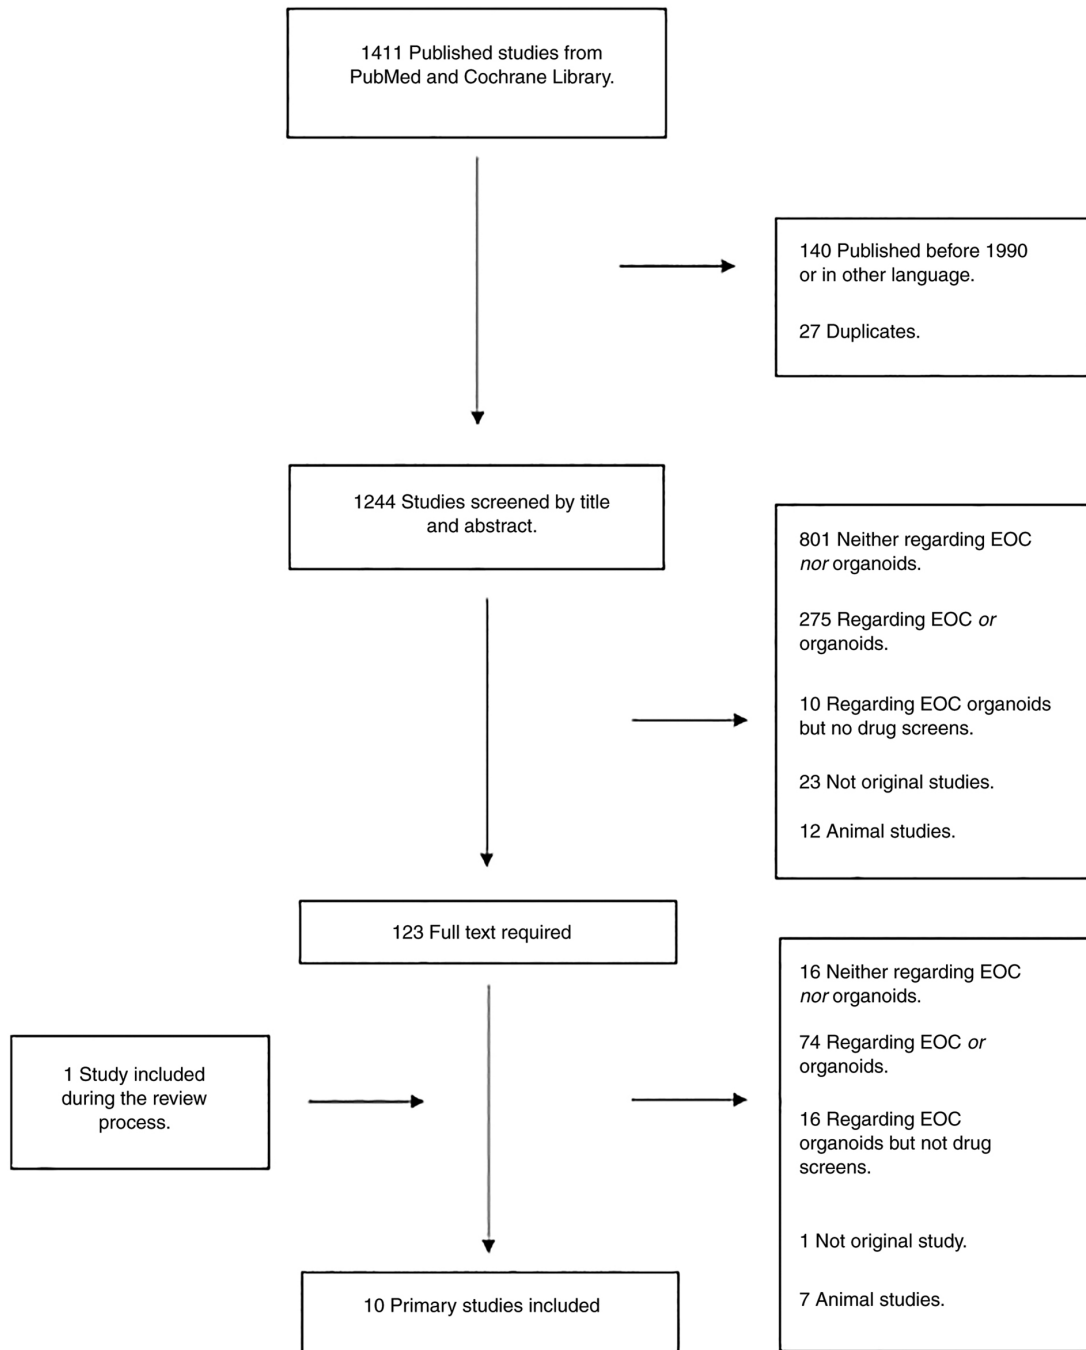 1411 Published studies from
PubMed and Cochrane Library.
140 Published before 1990
or in other language.
27 Duplicates.
1244 Studies screened by title
and abstract.
801 Neither regarding EOC
nor organoids.
275 Regarding EOC or
organoids.
10 Regarding EOC organoids
but no drug screens.
23 Not original studies.
12 Animal studies.
123 Full text required
1 Study included
during the review
process.
16 Neither regarding EOC
nor organoids.
74 Regarding EOC or
organoids.
16 Regarding EOC
organoids but not drug
screens.
1 Not original study.
7 Animal studies.
10 Primary studies included